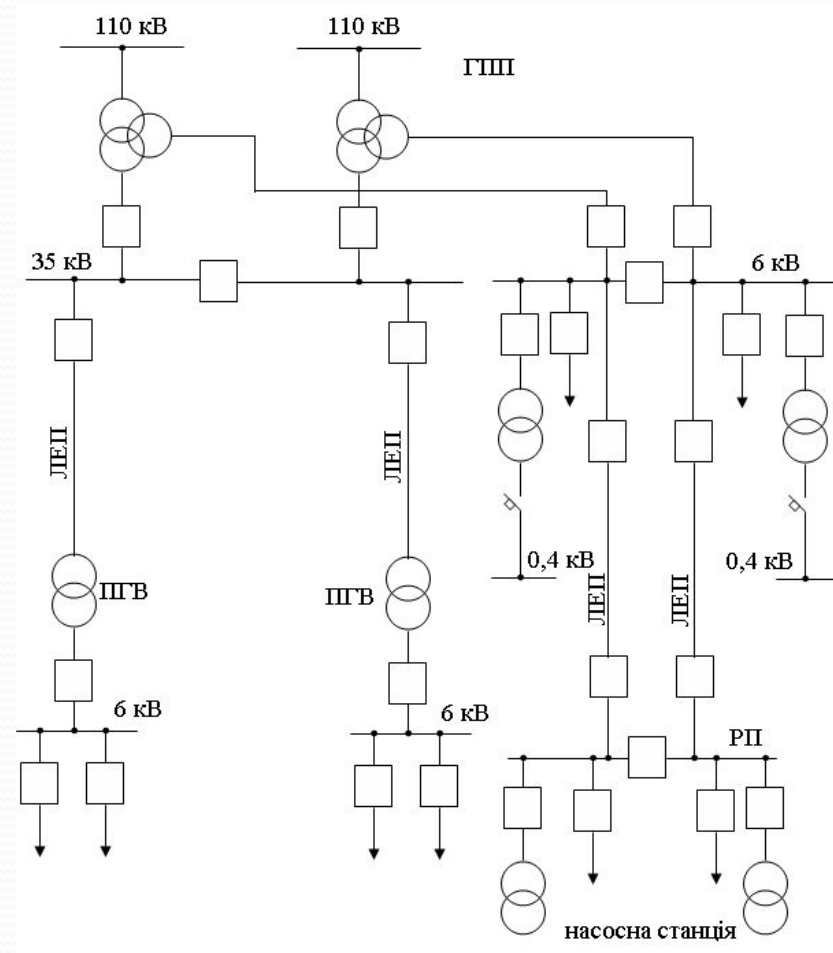 110 кВ
110 кВ
ГПП
35 кВ
6 кВ
ЛЕП
ЛЕП
0,4 кВ
0,4 кВ
ПГВ
ПГВ
ЛЕП
ЛЕП
6 кВ
6 кВ
РП
насосна станція